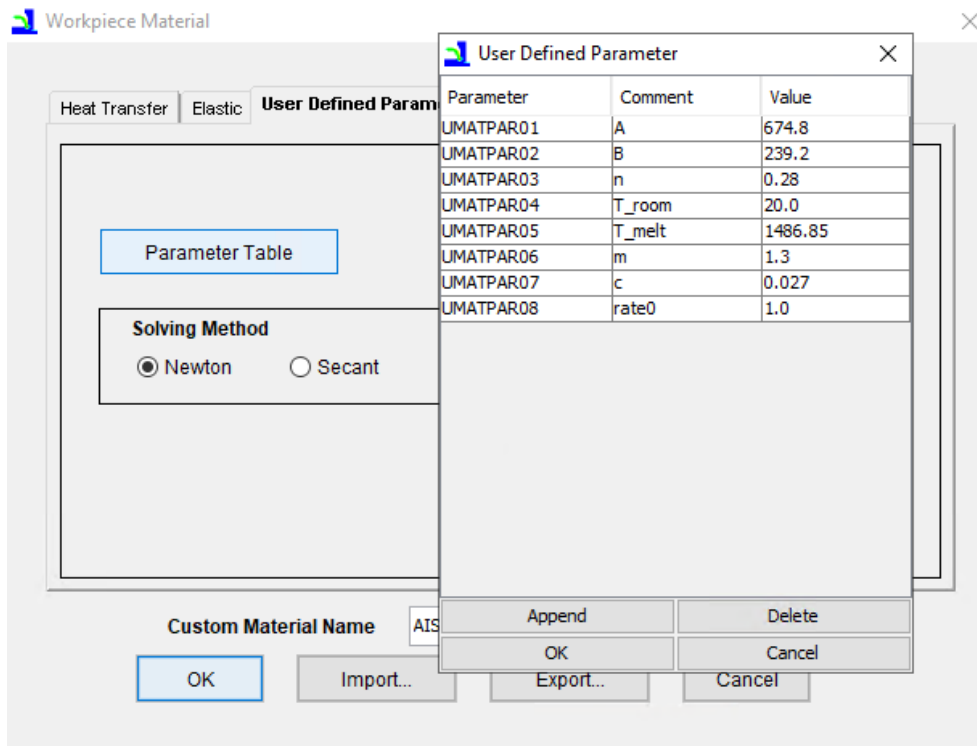 Workpiece Material
User Defined Parameter
Heat Transfer Elastic User Defined Param
Parameter Comment Value
UMATPAR01 A 674.8
UMATPAR02 B 239.2
UMATPAR03 n 0.28
UMATPAR04 T_room 20.0
UMATPAR05 T_melt 1486.85
UMATPAR06 m 1.3
UMATPAR07 c 0.027
UMATPAR08 rate0 1.0
Parameter Table
Solving Method
Newton Secant
Append Delete
OK Cancel
Custom Material Name AIS
OK Import... Export... Cancel